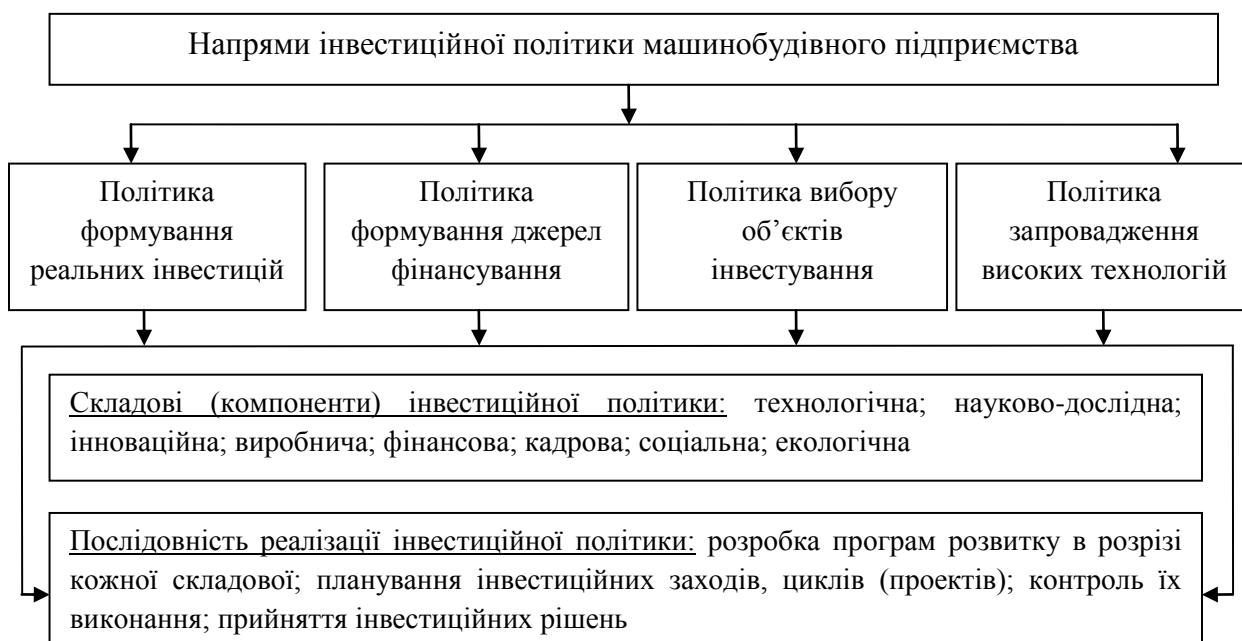 Напрями інвестиційної політики машинобудівного підприємства
Політика
формування
реальних інвестицій
Політика
формування джерел
фінансування
Політика вибору
об’єктів
інвестування
Політика
запровадження
високих технологій
Складові (компоненти) інвестиційної політики: технологічна; науково-дослідна;
інноваційна; виробнича; фінансова; кадрова; соціальна; екологічна
Послідовність реалізації інвестиційної політики: розробка програм розвитку в розрізі
кожної складової; планування інвестиційних заходів, циклів (проектів); контроль їх
виконання; прийняття інвестиційних рішень